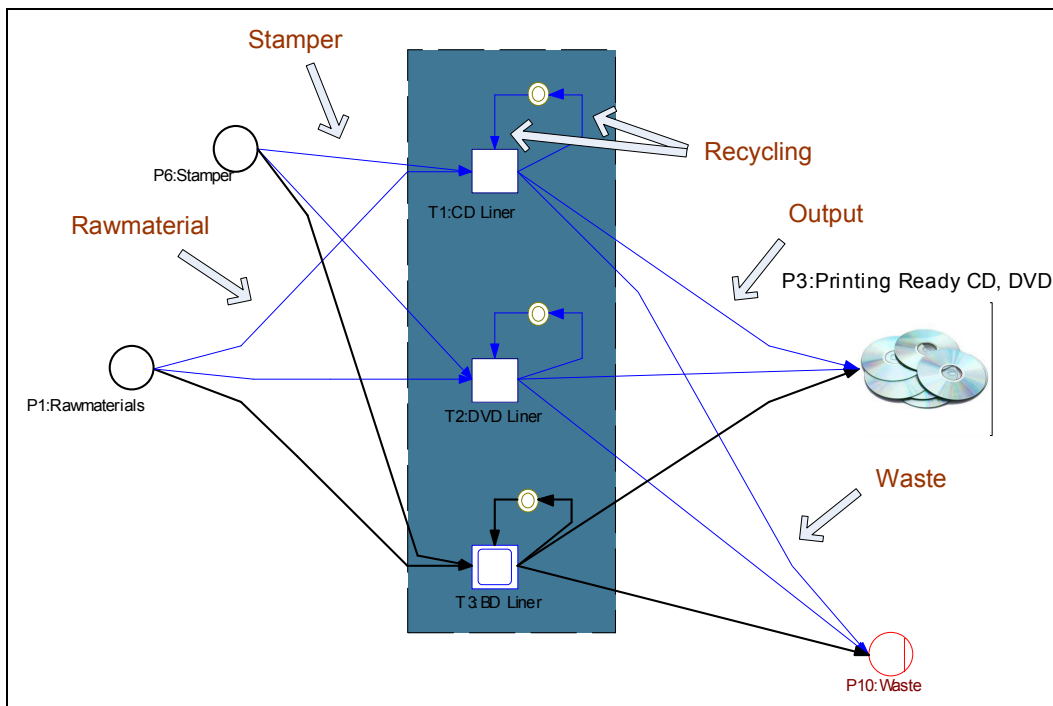 Stamper
P6:Stamper
Recycling
T1:CD Liner
Rawmaterial
Output
P3:Printing Ready CD, DVD
P1:Rawmaterials
T2:DVD Liner
Waste
T3:BD Liner
P10:Waste